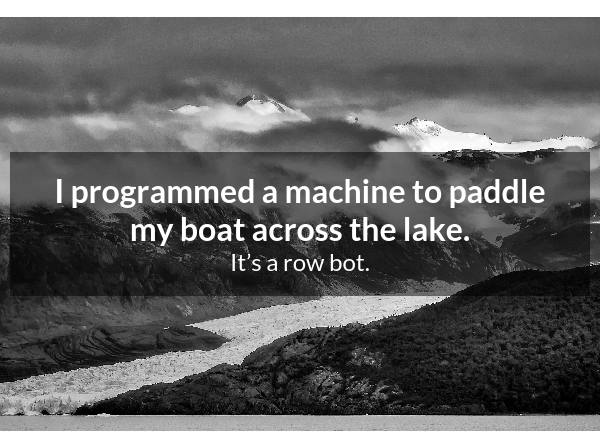 I programmed a machine to paddle
my boat across the lake.
It’s a row bot.